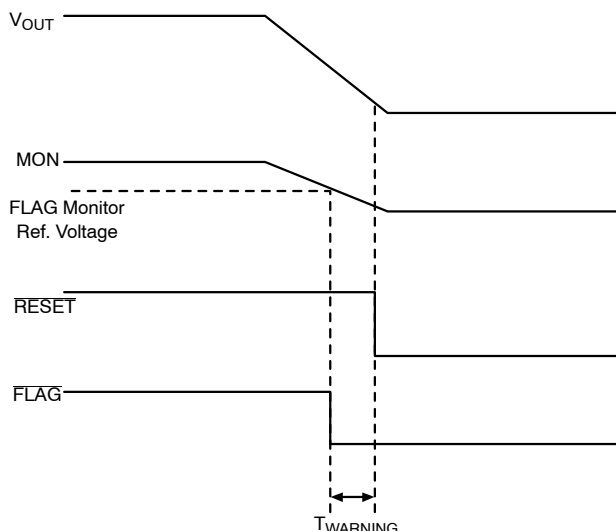 VOUT
MON
FLAG Monitor
Ref. Voltage
RESET
FLAG
TWARNING